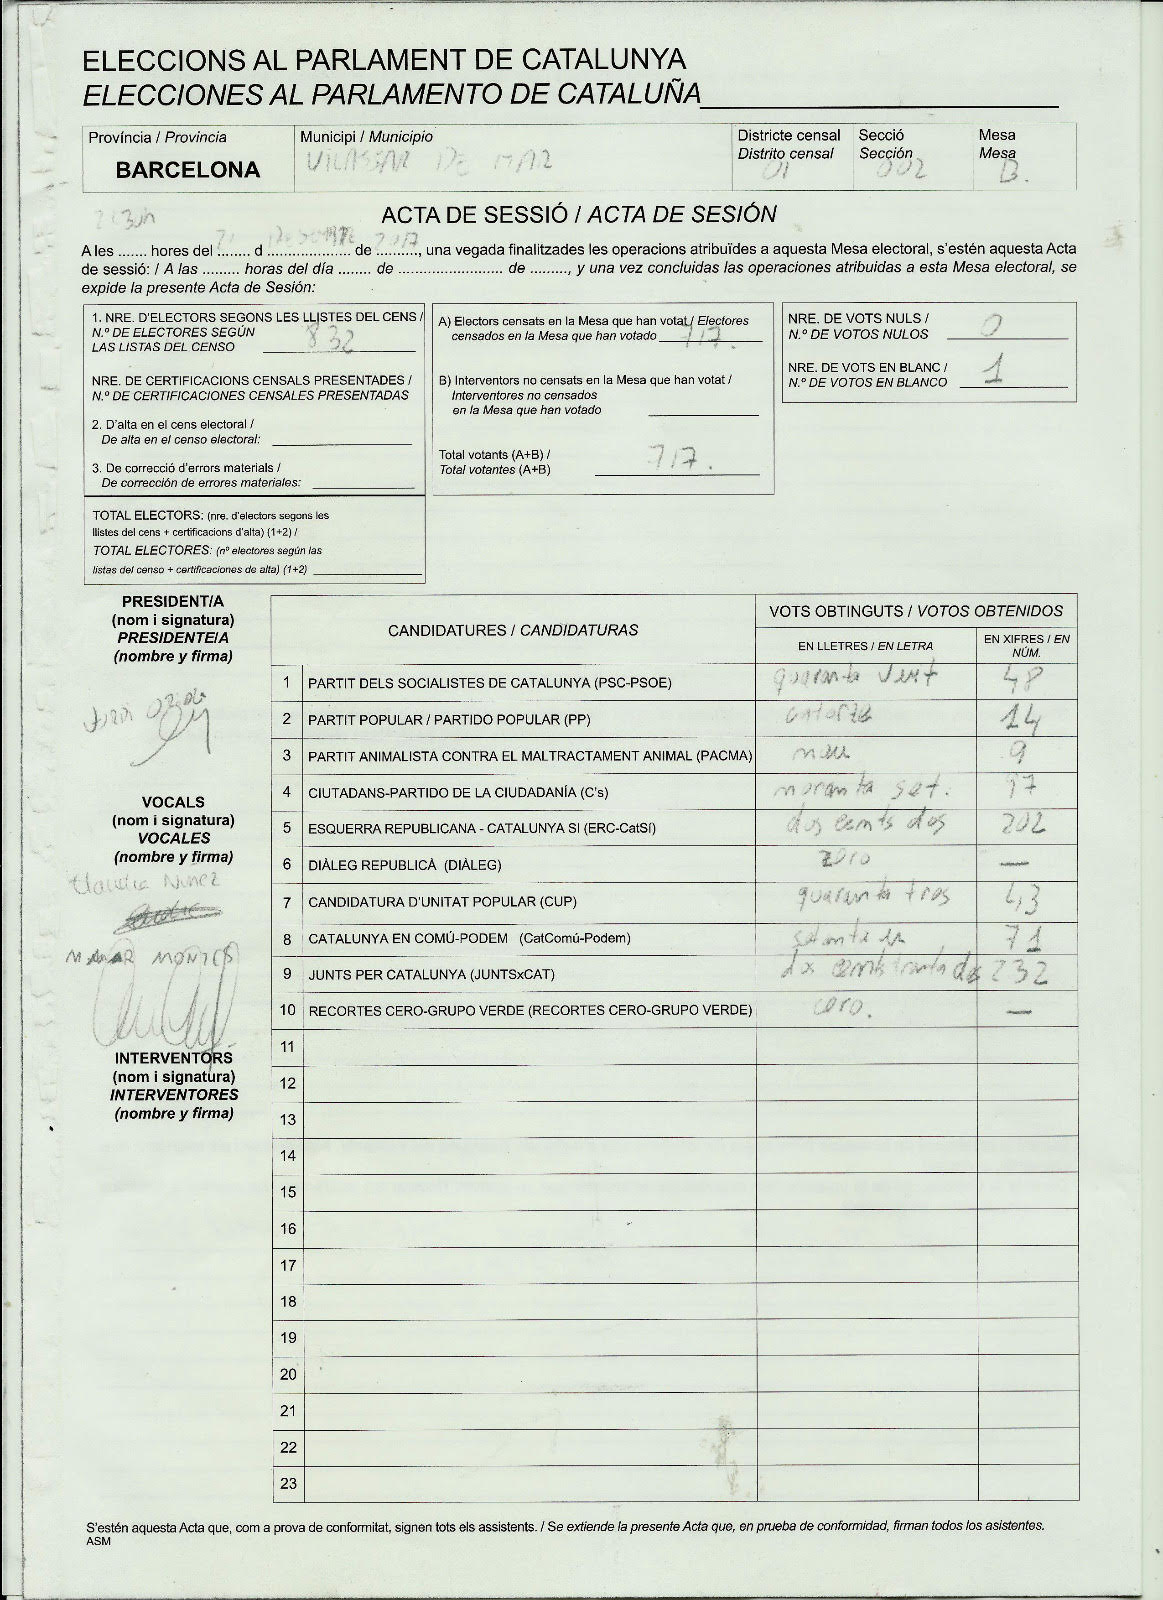 ELECCIONS AL PARLAMENT DE CATALUNYA
ELECCIONES AL PARLAMENTO DE CATALUÑA
Província / Provincia
BARCELONA
Municipi / Municipio
VILASSAR DE MAR
Districte censal
Distrito censal
01
Secció
Sección
002
Mesa
Mesa
B.
ACTA DE SESSIÓ / ACTA DE SESIÓN
A les ....... hores del ........ d .................... de .........., una vegada finalitzades les operacions atribuïdes a aquesta Mesa electoral, s'estén aquesta Acta
21 2017
de sessió: / A las ......... horas del día ........ de ......................... de ........., y una vez concluidas las operaciones atribuidas a esta Mesa electoral, se
expide la presente Acta de Sesión:
1. NRE. D'ELECTORS SEGONS LES LLISTES DEL CENS /
N.º DE ELECTORES SEGÚN
LAS LISTAS DEL CENSO 832
NRE. DE CERTIFICACIONS CENSALS PRESENTADES /
N.º DE CERTIFICACIONES CENSALES PRESENTADAS
2. D'alta en el cens electoral /
De alta en el censo electoral:
3. De correcció d'errors materials /
De corrección de errores materiales:
TOTAL ELECTORS: (nre. d'electors segons les
llistes del cens + certificacions d'alta) (1+2) /
TOTAL ELECTORES: (nº electores según las
listas del censo + certificaciones de alta) (1+2)
A) Electors censats en la Mesa que han votat / Electores
censados en la Mesa que han votado 717.
B) Interventors no censats en la Mesa que han votat /
Interventores no censados
en la Mesa que han votado
Total votants (A+B) /
Total votantes (A+B) 717.
NRE. DE VOTS NULS /
N.º DE VOTOS NULOS 0
NRE. DE VOTS EN BLANC /
N.º DE VOTOS EN BLANCO 1
PRESIDENT/A
(nom i signatura)
PRESIDENTE/A
(nombre y firma)
VOCALS
(nom i signatura)
VOCALES
(nombre y firma)
Claudia Nuñez
INTERVENTORS
(nom i signatura)
INTERVENTORES
(nombre y firma)
CANDIDATURES / CANDIDATURAS
VOTS OBTINGUTS / VOTOS OBTENIDOS
EN LLETRES / EN LETRA
EN XIFRES / EN NÚM.
1 PARTIT DELS SOCIALISTES DE CATALUNYA (PSC-PSOE) quaranta vuit 48
2 PARTIT POPULAR / PARTIDO POPULAR (PP) catorze 14
3 PARTIT ANIMALISTA CONTRA EL MALTRACTAMENT ANIMAL (PACMA) nou 9
4 CIUTADANS-PARTIDO DE LA CIUDADANÍA (C's) noranta set. 97
5 ESQUERRA REPUBLICANA - CATALUNYA SI (ERC-CatSí) dos cents dos 202
6 DIÀLEG REPUBLICÀ (DIÀLEG) zero —
7 CANDIDATURA D'UNITAT POPULAR (CUP) quaranta tres 43
8 CATALUNYA EN COMÚ-PODEM (CatComú-Podem) setanta un 71
9 JUNTS PER CATALUNYA (JUNTSxCAT) dos cents trenta dos 232
10 RECORTES CERO-GRUPO VERDE (RECORTES CERO-GRUPO VERDE) cero. —
11
12
13
14
15
16
17
18
19
20
21
22
23
S'estén aquesta Acta que, com a prova de conformitat, signen tots els assistents. / Se extiende la presente Acta que, en prueba de conformidad, firman todos los asistentes.
ASM